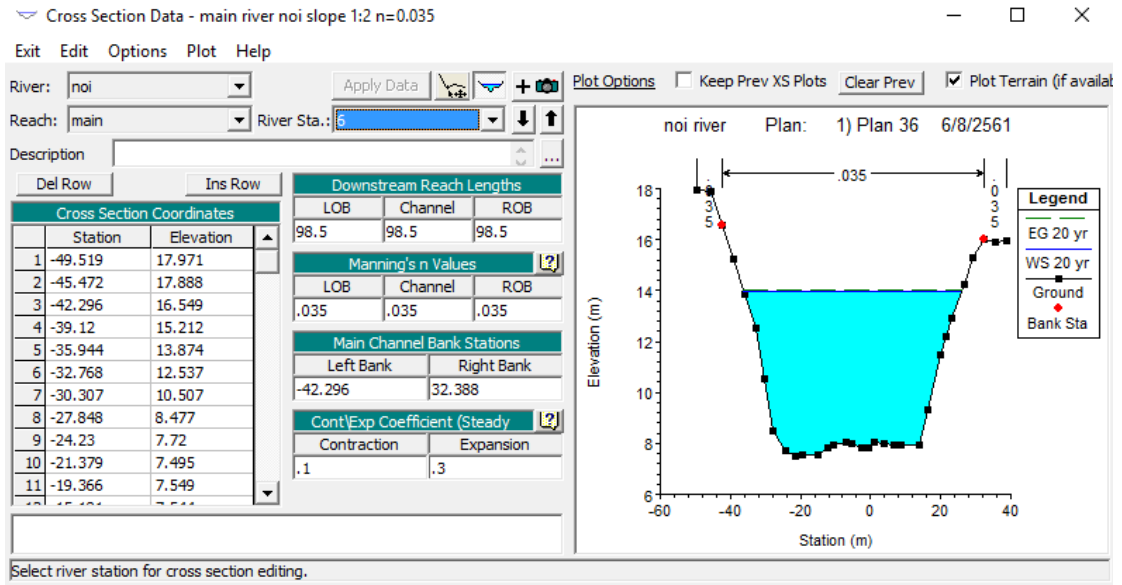 Cross Section Data - main river noi slope 1:2 n=0.035
Exit Edit Options Plot Help
River: noi Apply Data
Reach: main River Sta.: 6
Description ...
Del Row Ins Row
Cross Section Coordinates
Station Elevation
1 -49.519 17.971
2 -45.472 17.888
3 -42.296 16.549
4 -39.12 15.212
5 -35.944 13.874
6 -32.768 12.537
7 -30.307 10.507
8 -27.848 8.477
9 -24.23 7.72
10 -21.379 7.495
11 -19.366 7.549
Downstream Reach Lengths
LOB Channel ROB
98.5 98.5 98.5
Manning's n Values
LOB Channel ROB
.035 .035 .035
Main Channel Bank Stations
Left Bank Right Bank
-42.296 32.388
Cont\Exp Coefficient (Steady
Contraction Expansion
.1 .3
Plot Options Keep Prev XS Plots Clear Prev Plot Terrain (if availab
noi river Plan: 1) Plan 36 6/8/2561
.035 .035 .035
18
16
14
12
10
8
6
-60 -40 -20 0 20 40
Elevation (m)
Station (m)
Legend
EG 20 yr
WS 20 yr
Ground
Bank Sta
Select river station for cross section editing.